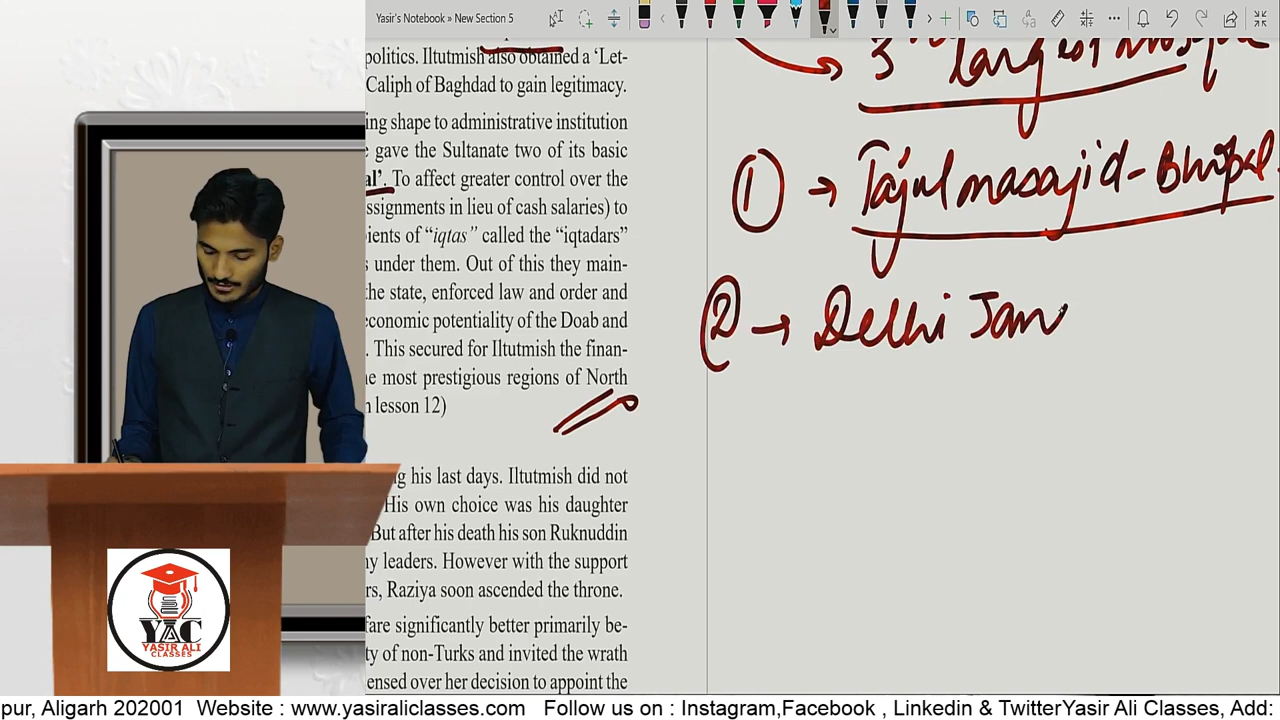 Yasir's Notebook » New Section 5
politics. Iltutmish also obtained a ‘Let-
Caliph of Baghdad to gain legitimacy.
ing shape to administrative institution
gave the Sultanate two of its basic
al’. To affect greater control over the
ssignments in lieu of cash salaries) to
ients of “iqtas” called the “iqtadars”
s under them. Out of this they main-
the state, enforced law and order and
economic potentiality of the Doab and
. This secured for Iltutmish the finan-
e most prestigious regions of North
n lesson 12)
ng his last days. Iltutmish did not
His own choice was his daughter
But after his death his son Ruknuddin
ny leaders. However with the support
rs, Raziya soon ascended the throne.
fare significantly better primarily be-
ty of non-Turks and invited the wrath
ensed over her decision to appoint the
3rd largest mosque
① → Tajul masajid - Bhopal
② → Delhi Jam
YAC
YASIR ALI
CLASSES
pur, Aligarh 202001 Website : www.yasiraliclasses.com Follow us on : Instagram,Facebook , Linkedin & TwitterYasir Ali Classes, Add: